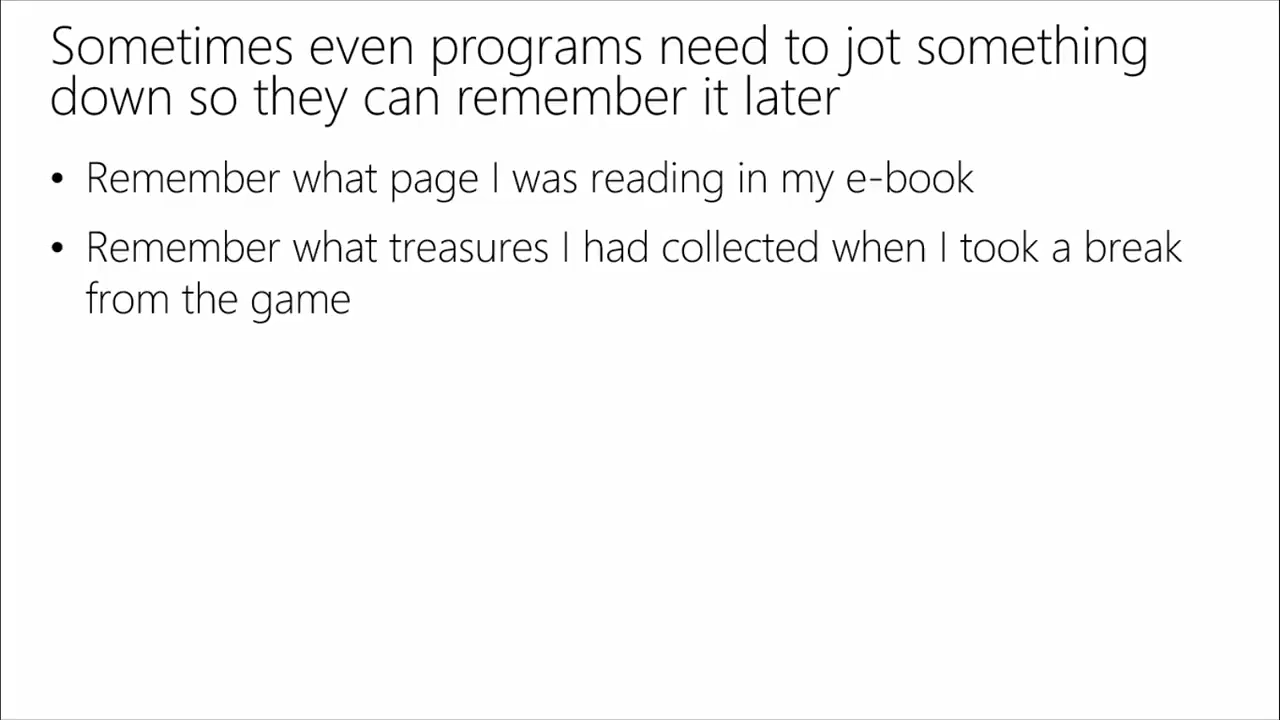 Sometimes even programs need to jot something
down so they can remember it later
• Remember what page I was reading in my e-book
• Remember what treasures I had collected when I took a break
from the game